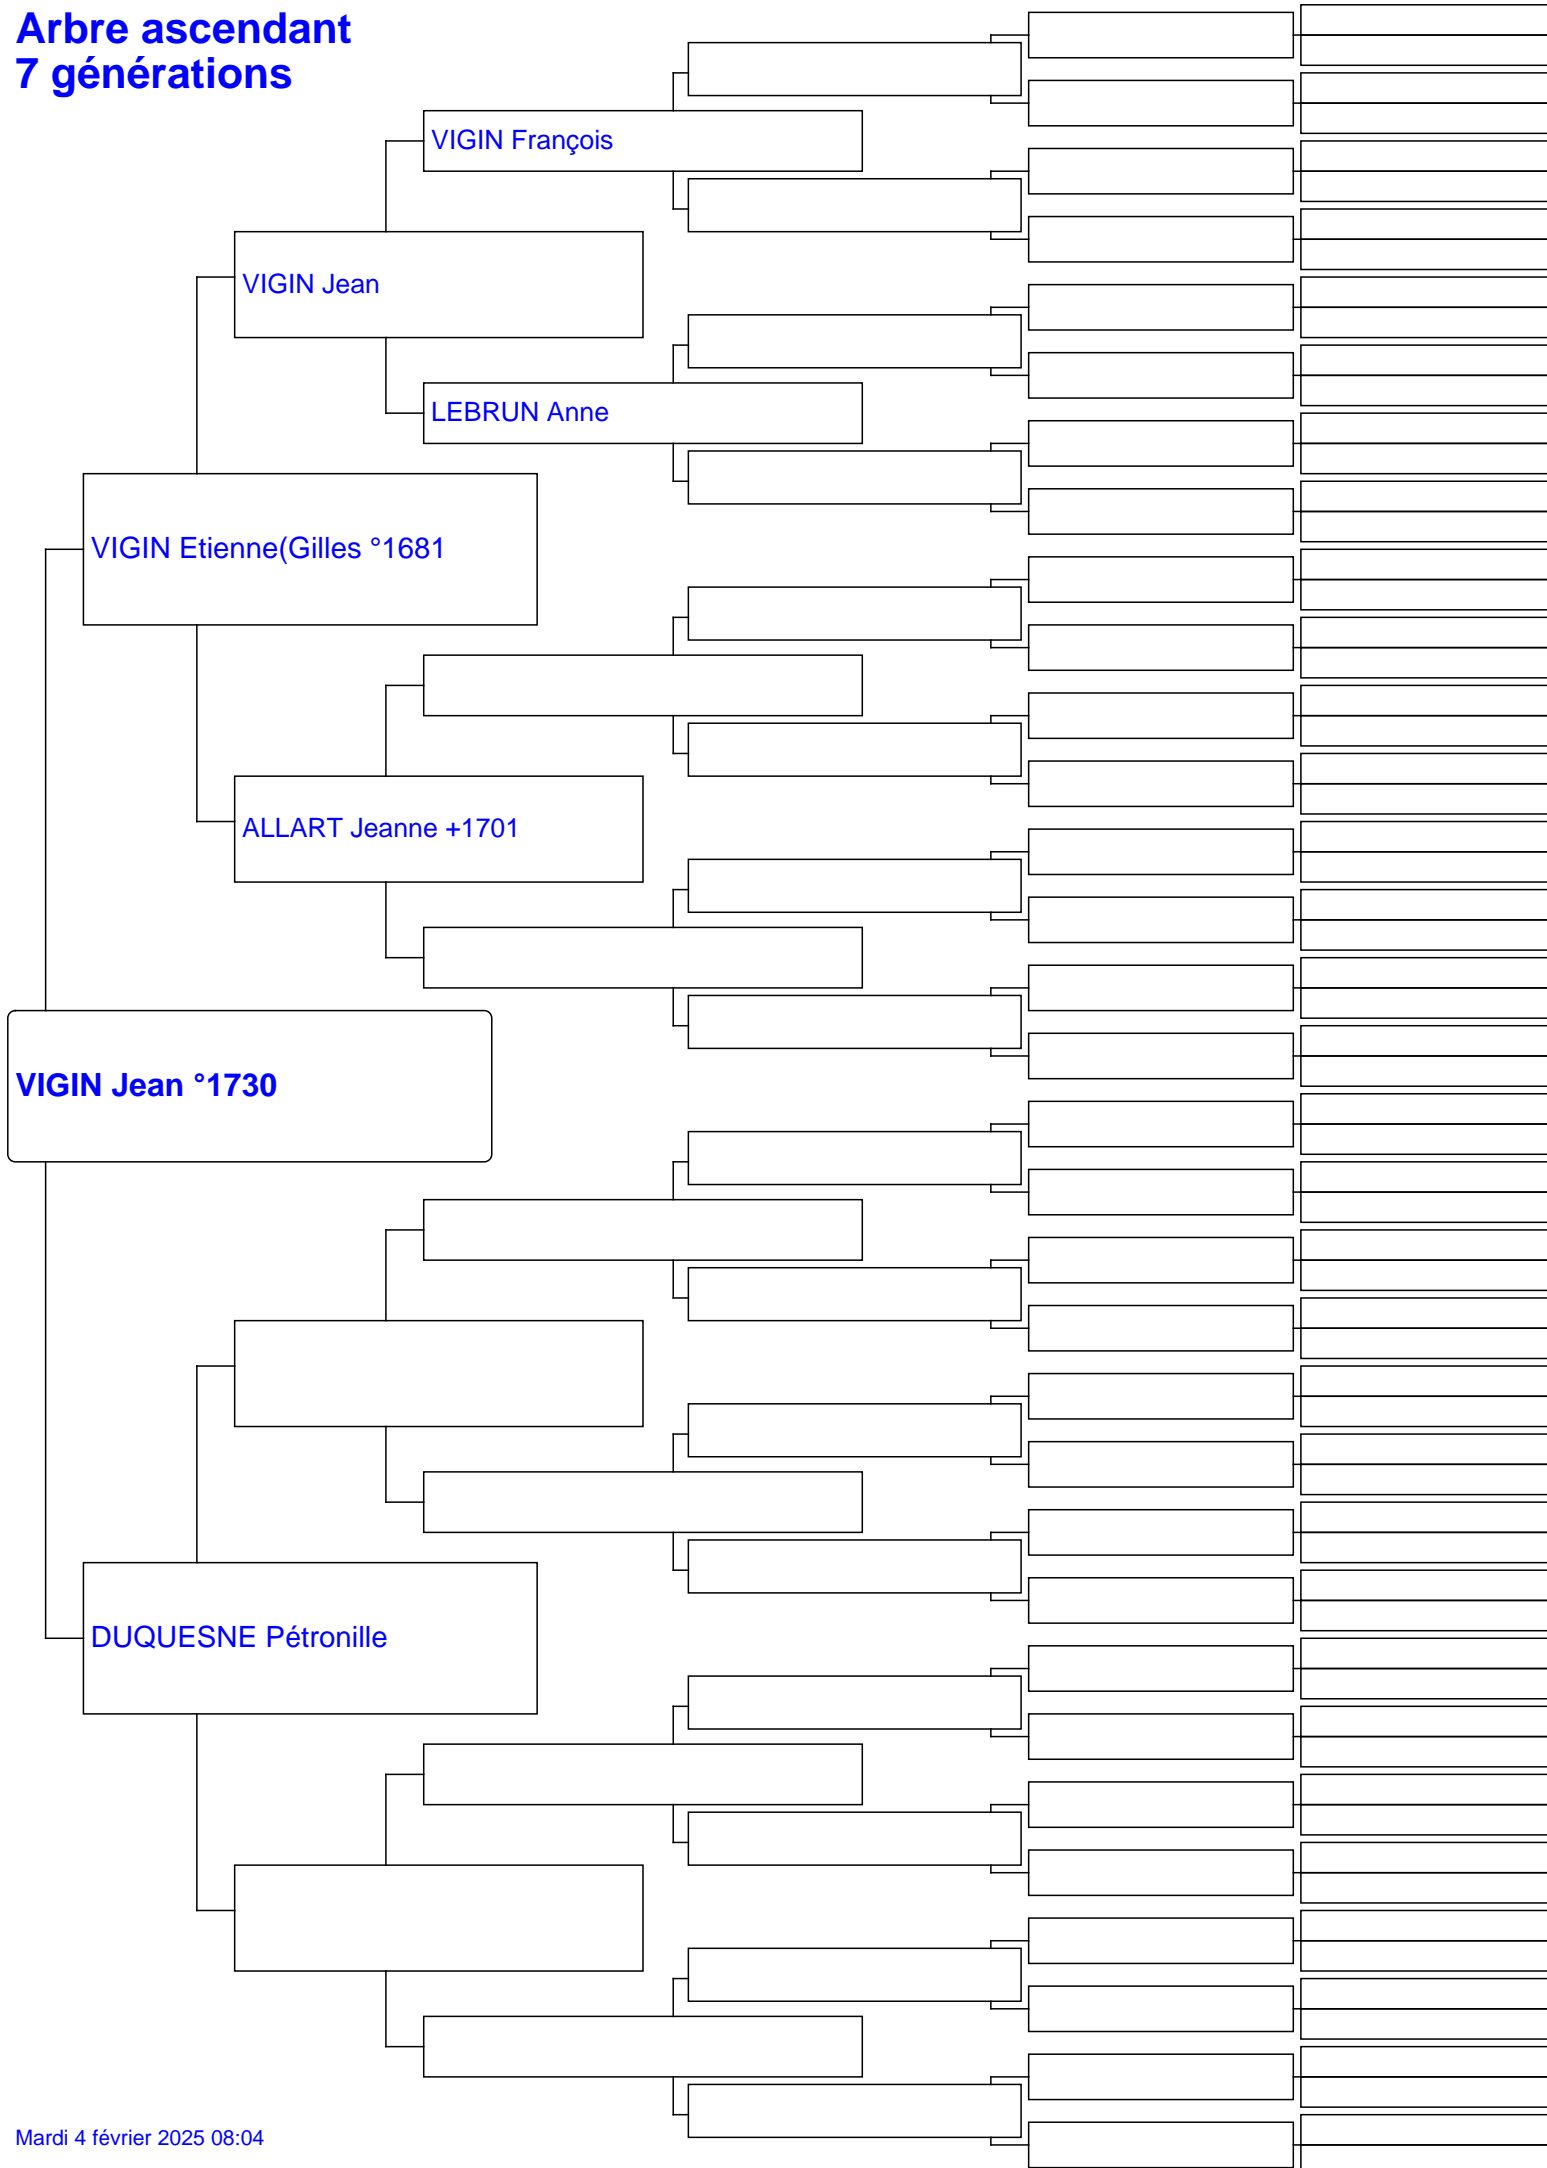 Arbre ascendant
7 générations
VIGIN François
VIGIN Jean
LEBRUN Anne
VIGIN Etienne(Gilles °1681
ALLART Jeanne +1701
VIGIN Jean °1730
DUQUESNE Pétronille
Mardi 4 février 2025 08:04